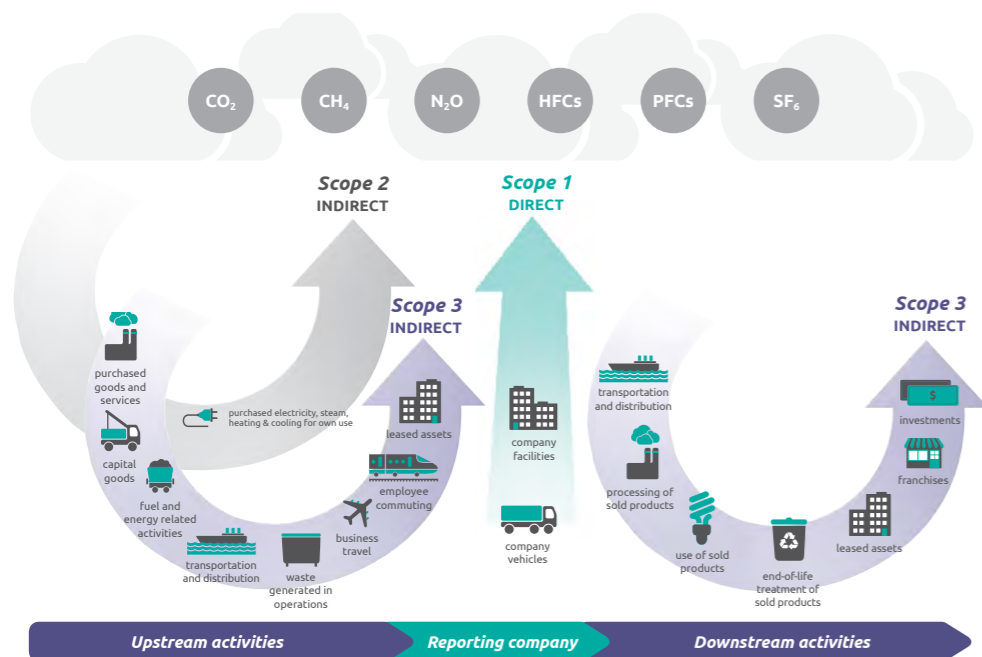 CO₂
CH₄
N₂O
HFCs
PFCs
SF₆
Scope 2
INDIRECT
Scope 1
DIRECT
Scope 3
INDIRECT
Scope 3
INDIRECT
purchased
goods and
services
capital
goods
fuel and
energy related
activities
transportation
and distribution
waste
generated in
operations
business
travel
employee
commuting
leased assets
purchased electricity, steam,
heating & cooling for own use
company
facilities
company
vehicles
transportation
and distribution
processing of
sold products
use of sold
products
end-of-life
treatment of
sold products
leased assets
franchises
$
investments
Upstream activities
Reporting company
Downstream activities